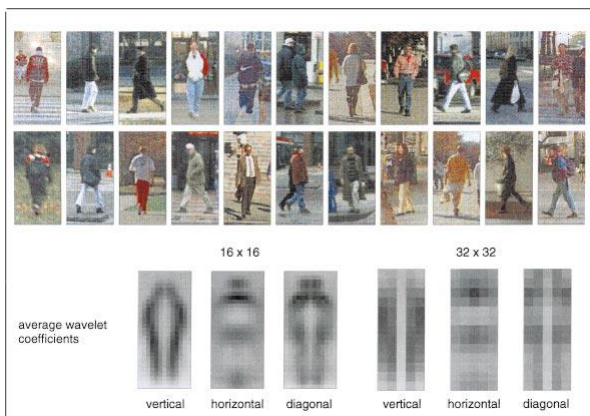 16 x 16
32 x 32
average wavelet
coefficients
vertical
horizontal
diagonal
vertical
horizontal
diagonal